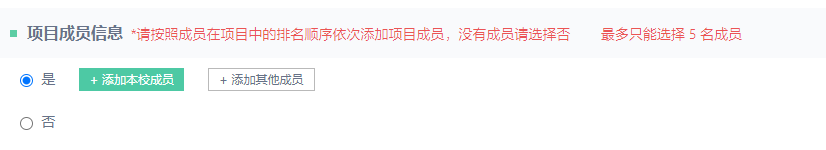 项目成员信息 *请按照成员在项目中的排名顺序依次添加项目成员，没有成员请选择否 最多只能选择 5 名成员
是 + 添加本校成员 + 添加其他成员
否